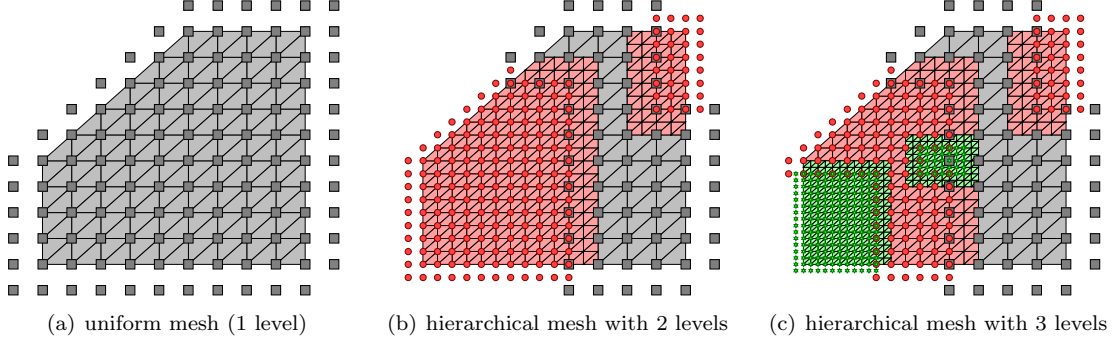 (a) uniform mesh (1 level)
(b) hierarchical mesh with 2 levels
(c) hierarchical mesh with 3 levels